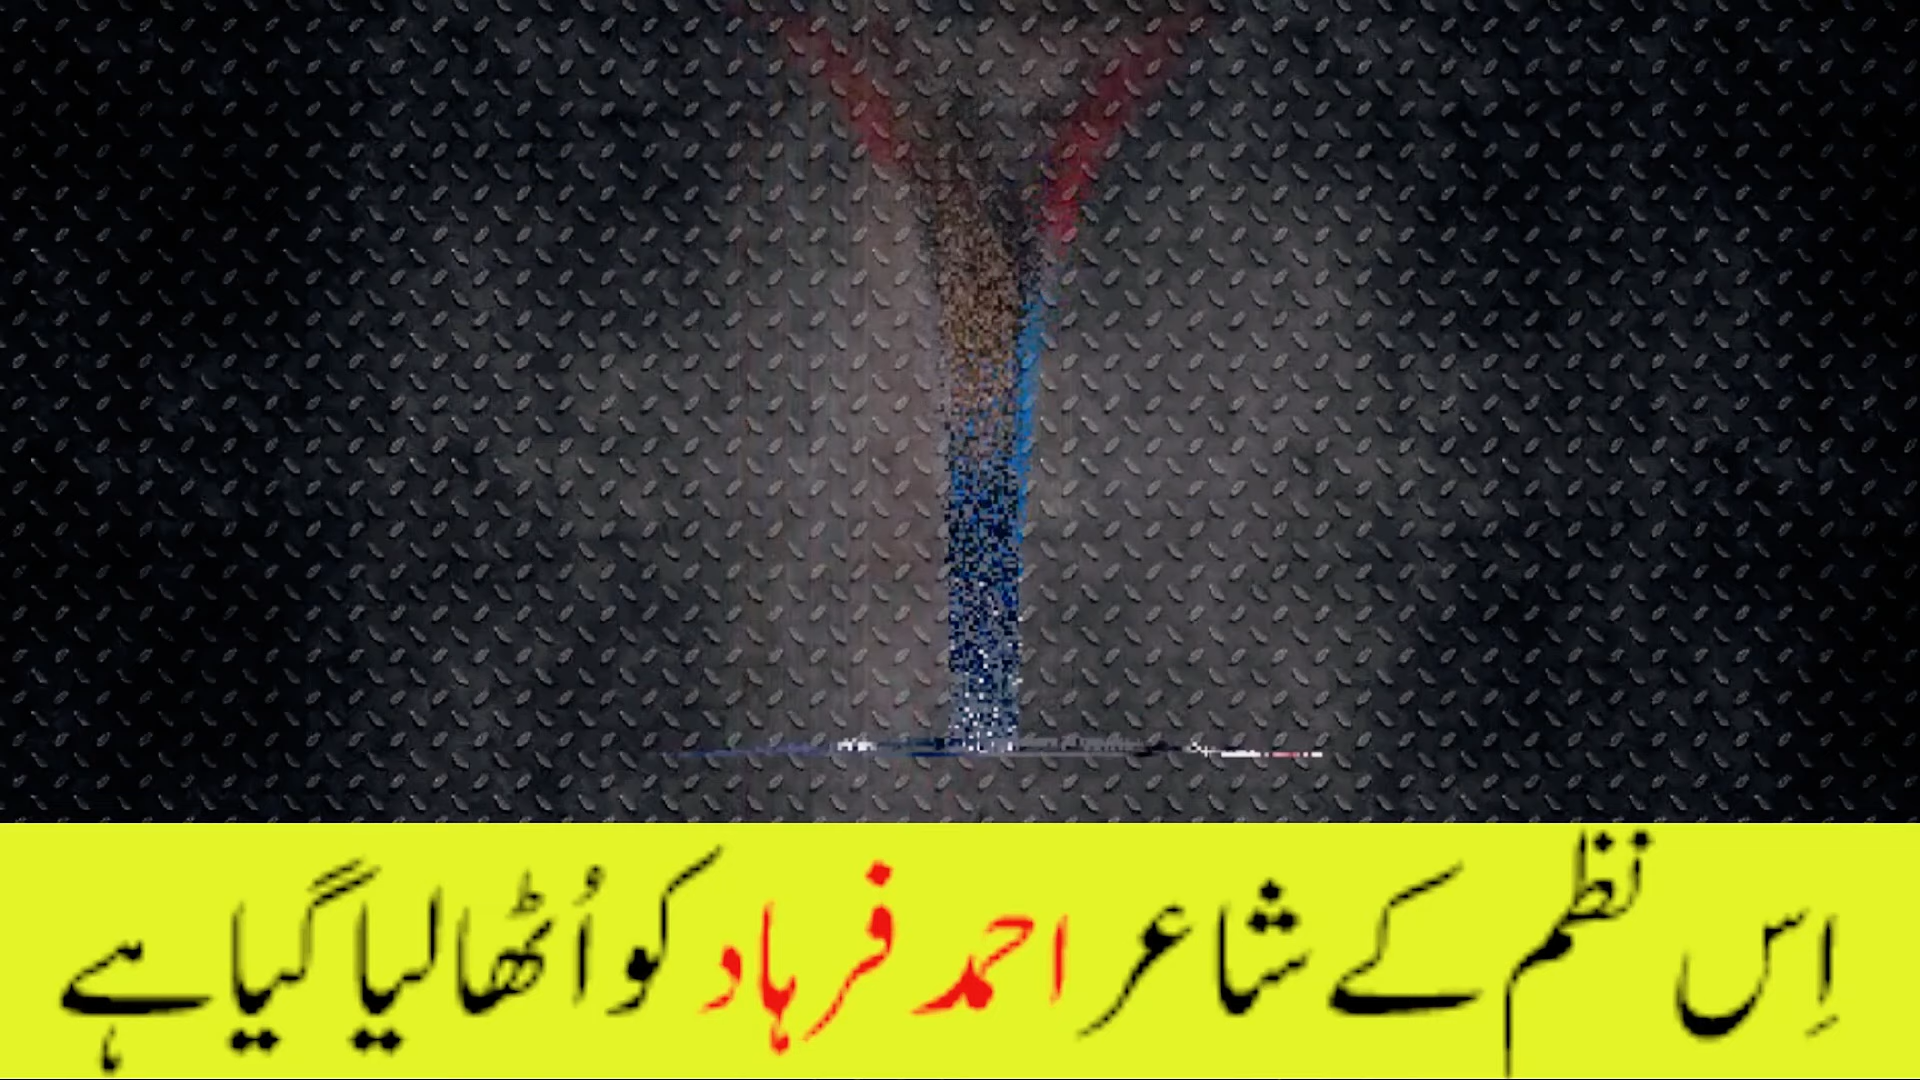 اِس نظم کے شاعر احمد فرہاد کو اُٹھا لیا گیا ہے